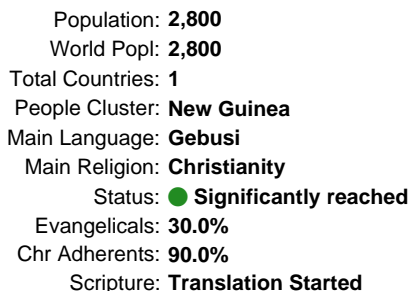 Population: 2,800
World Popl: 2,800
Total Countries: 1
People Cluster: New Guinea
Main Language: Gebusi
Main Religion: Christianity
Status: Significantly reached
Evangelicals: 30.0%
Chr Adherents: 90.0%
Scripture: Translation Started